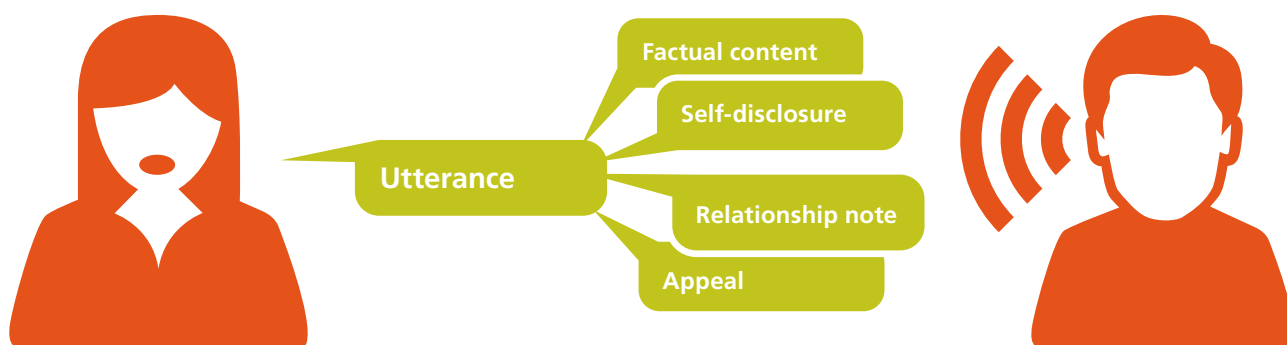 Factual content
Self-disclosure
Utterance
Relationship note
Appeal